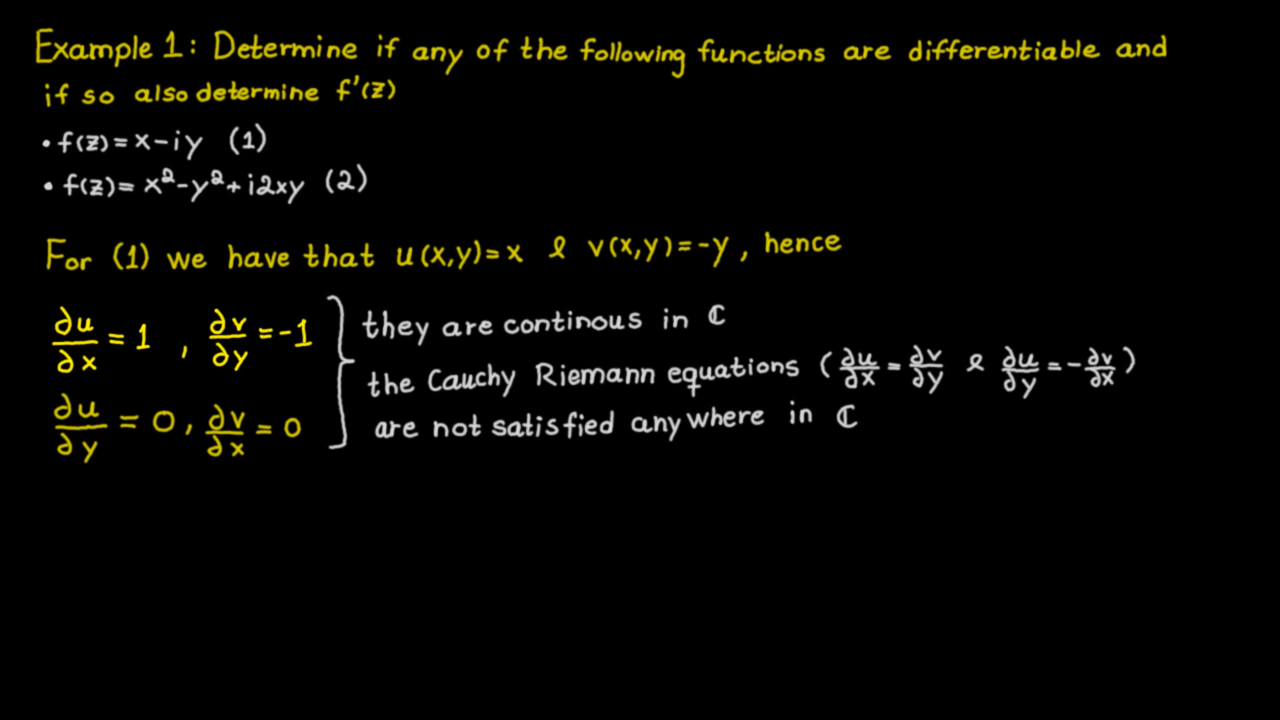 Example 1: Determine if any of the following functions are differentiable and
if so also determine f'(z)
• f(z) = x - iy (1)
• f(z) = x² - y² + i2xy (2)
For (1) we have that u(x,y) = x & v(x,y) = -y, hence
∂u/∂x = 1 , ∂v/∂y = -1
∂u/∂y = 0, ∂v/∂x = 0
they are continous in ℂ
the Cauchy Riemann equations (∂u/∂x = ∂v/∂y & ∂u/∂y = -∂v/∂x)
are not satisfied anywhere in ℂ